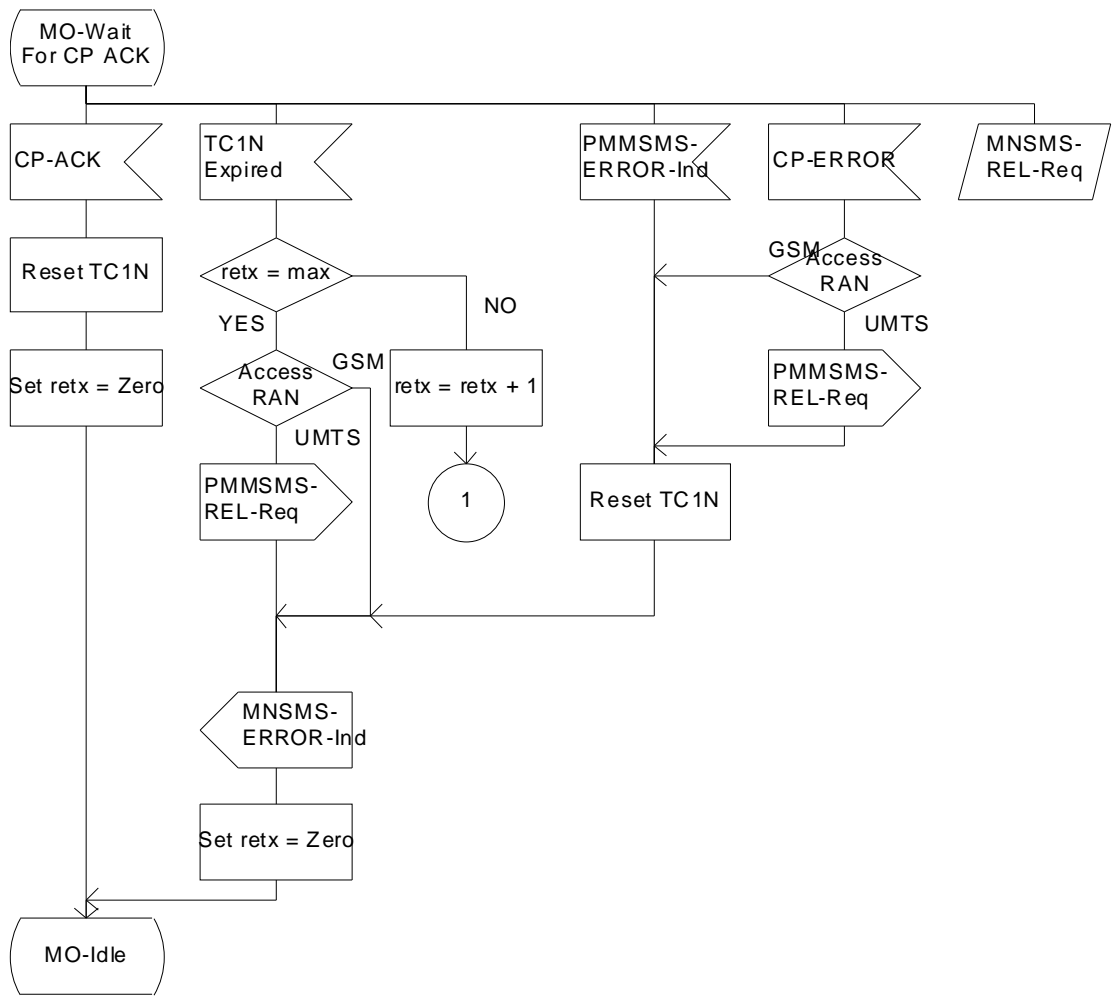 MO-Wait
For CP ACK
CP-ACK
TC1N
Expired
PMMSMS-
ERROR-Ind
CP-ERROR
MNSMS-
REL-Req
Reset TC1N
retx = max
GSM
Access
RAN
NO
YES
UMTS
Set retx = Zero
Access
RAN
GSM
retx = retx + 1
PMMSMS-
REL-Req
UMTS
PMMSMS-
REL-Req
1
Reset TC1N
MNSMS-
ERROR-Ind
Set retx = Zero
MO-Idle